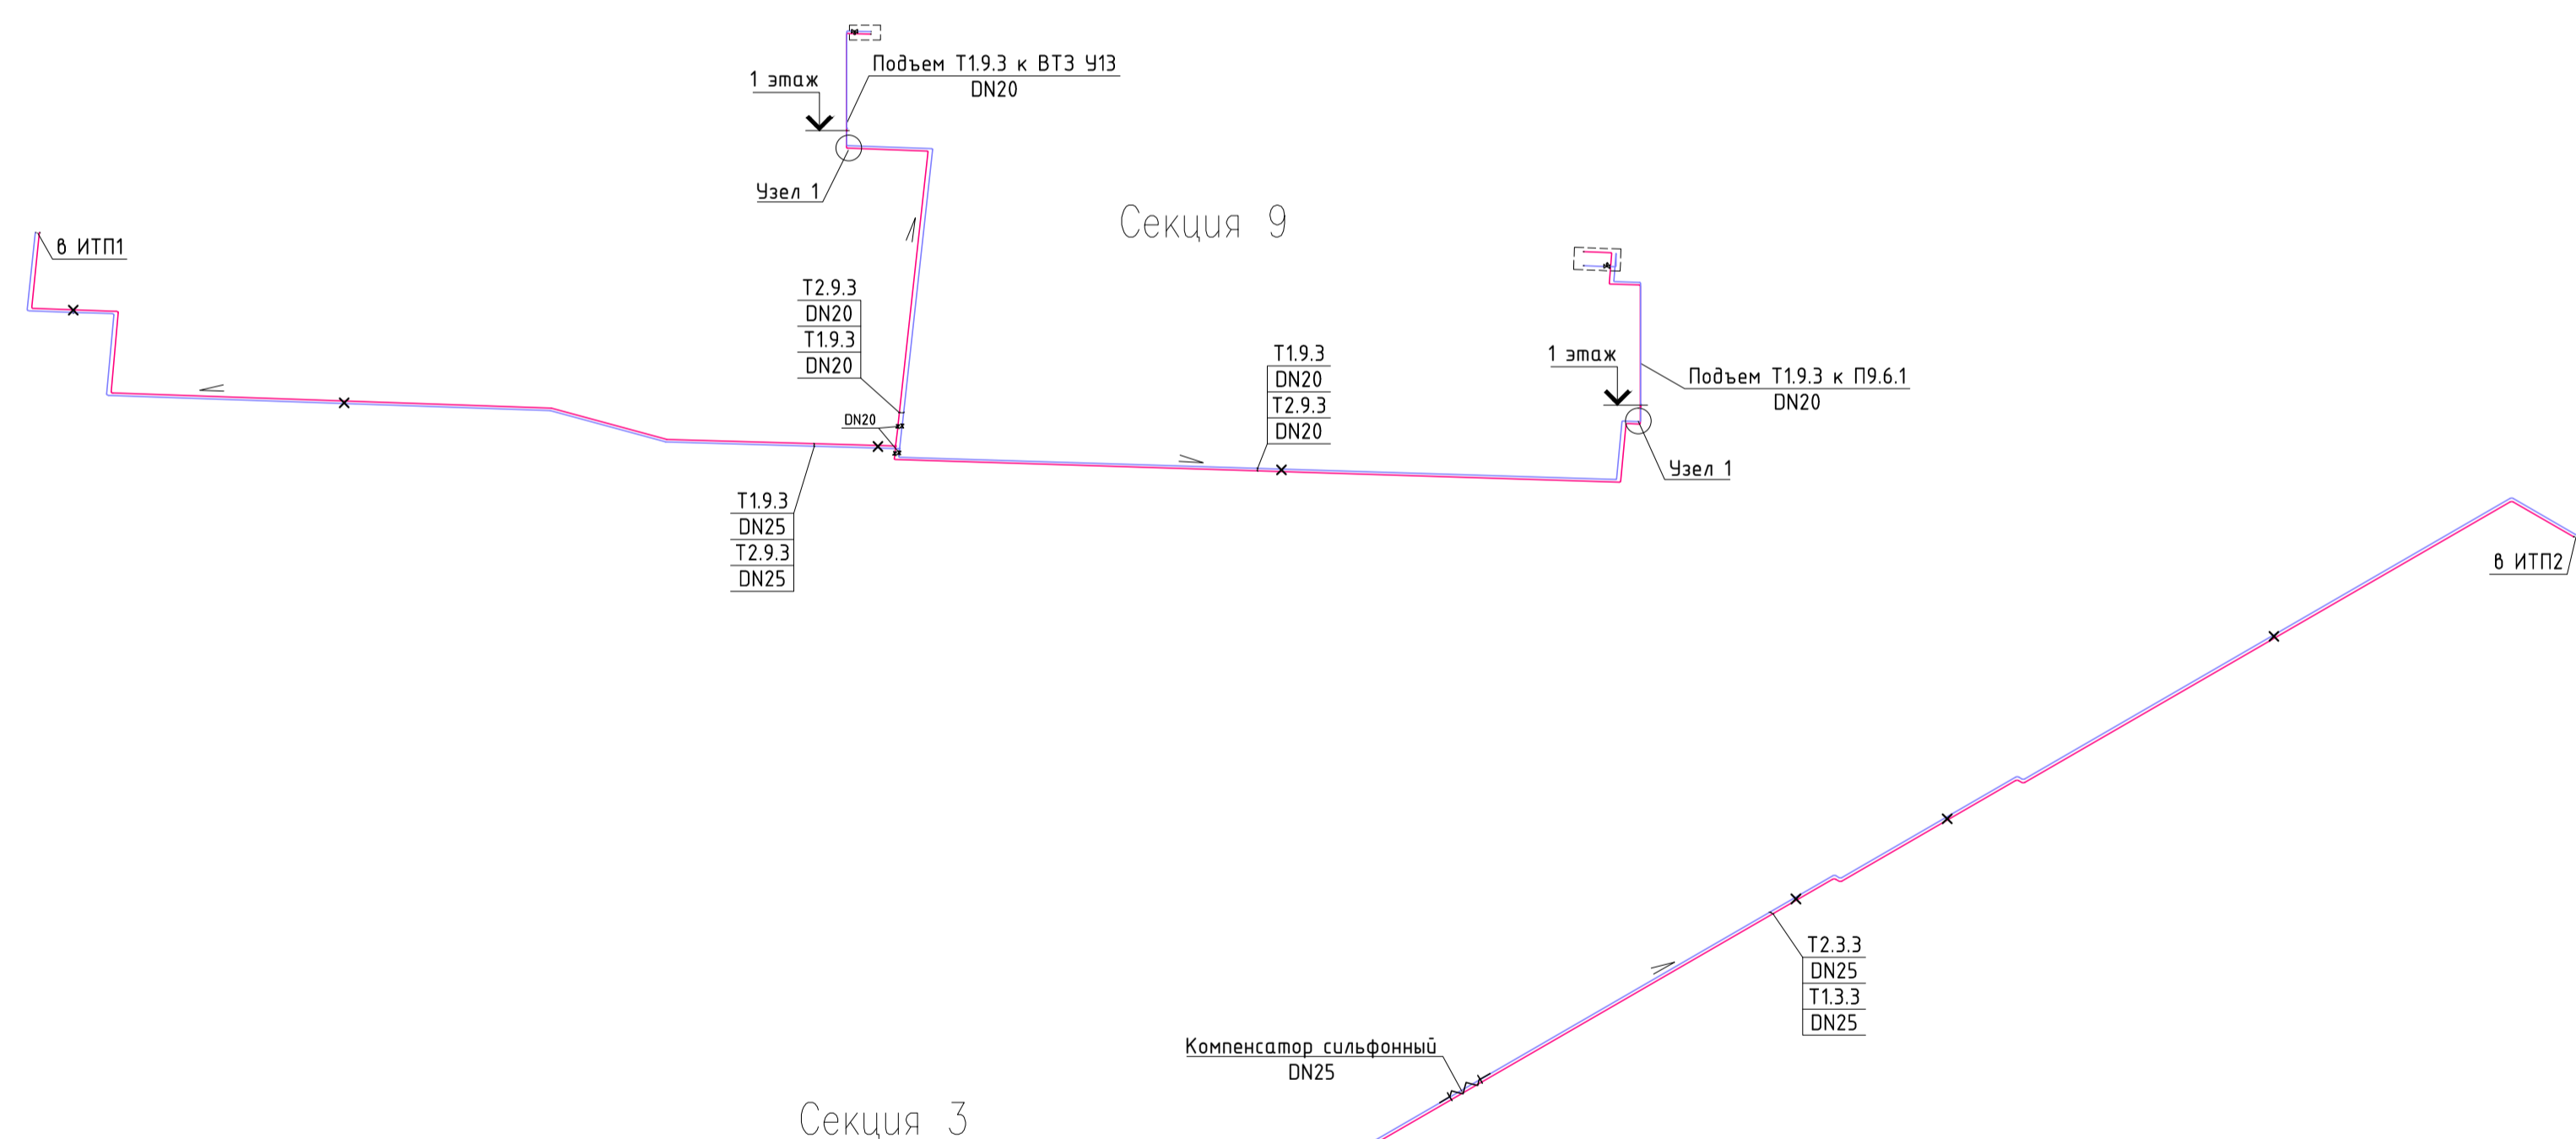 Подъем Т1.9.3 к ВТЗ У13
DN20
1 этаж
Узел 1
Секция 9
в ИТП1
Т2.9.3
DN20
Т1.9.3
DN20
DN20
Т1.9.3
DN20
Т2.9.3
DN20
1 этаж
Подъем Т1.9.3 к П9.6.1
DN20
Узел 1
Т1.9.3
DN25
Т2.9.3
DN25
в ИТП2
Т2.3.3
DN25
Т1.3.3
DN25
Компенсатор сильфонный
DN25
Секция 3